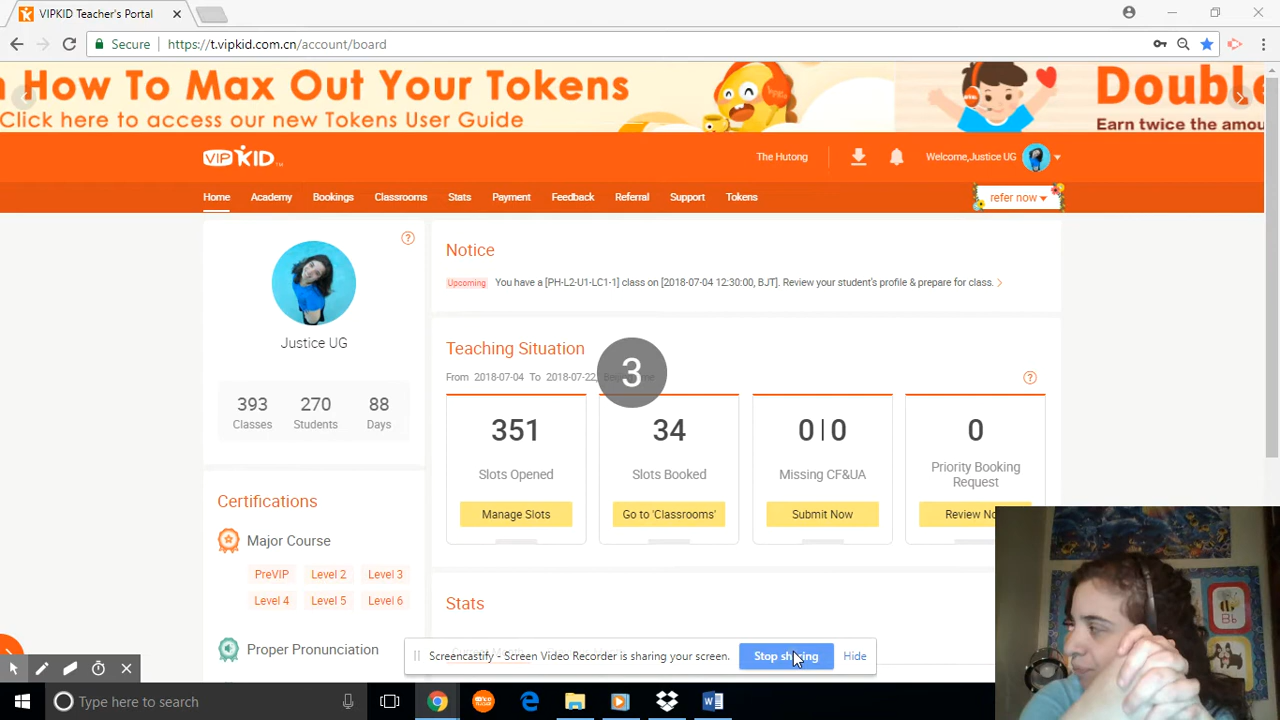 VIPKID Teacher's Portal
Secure https://t.vipkid.com.cn/account/board
How To Max Out Your Tokens
Click here to access our new Tokens User Guide
Double
Earn twice the amou
VIPKID TM
The Hutong
Welcome,Justice UG
Home Academy Bookings Classrooms Stats Payment Feedback Referral Support Tokens
refer now
Justice UG
393 270 88
Classes Students Days
Certifications
Major Course
PreVIP Level 2 Level 3
Level 4 Level 5 Level 6
Proper Pronunciation
Notice
Upcoming You have a [PH-L2-U1-LC1-1] class on [2018-07-04 12:30:00, BJT]. Review your student's profile & prepare for class.
Teaching Situation
3
From 2018-07-04 To 2018-07-22,
351
Slots Opened
Manage Slots
34
Slots Booked
Go to 'Classrooms'
0|0
Missing CF&UA
Submit Now
0
Priority Booking
Request
Review No
Stats
Screencastify - Screen Video Recorder is sharing your screen. Stop sharing Hide
Bb
Type here to search